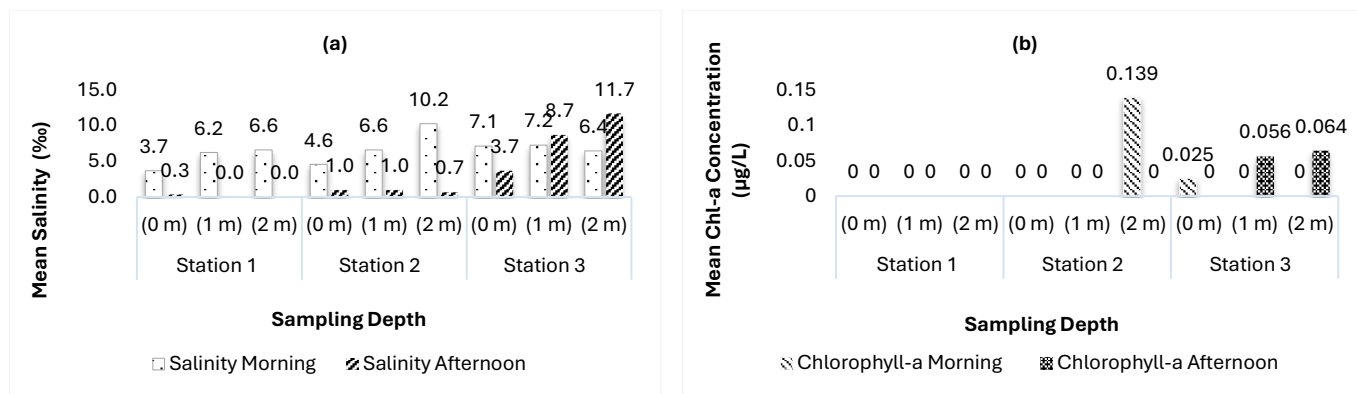 (a)
Mean Salinity (‰)
15.0
10.0
5.0
0.0
3.7 0.3 6.2 0.0 6.6 0.0 4.6 1.0 6.6 1.0 10.2 0.7 7.1 3.7 7.2 8.7 6.4 11.7
(0 m) (1 m) (2 m) (0 m) (1 m) (2 m) (0 m) (1 m) (2 m)
Station 1 Station 2 Station 3
Sampling Depth
Salinity Morning Salinity Afternoon
(b)
Mean Chl-a Concentration
(µg/L)
0.15
0.1
0.05
0
0 0 0 0 0 0 0 0 0 0 0.139 0 0.025 0 0 0.056 0 0.064
(0 m) (1 m) (2 m) (0 m) (1 m) (2 m) (0 m) (1 m) (2 m)
Station 1 Station 2 Station 3
Sampling Depth
Chlorophyll-a Morning Chlorophyll-a Afternoon